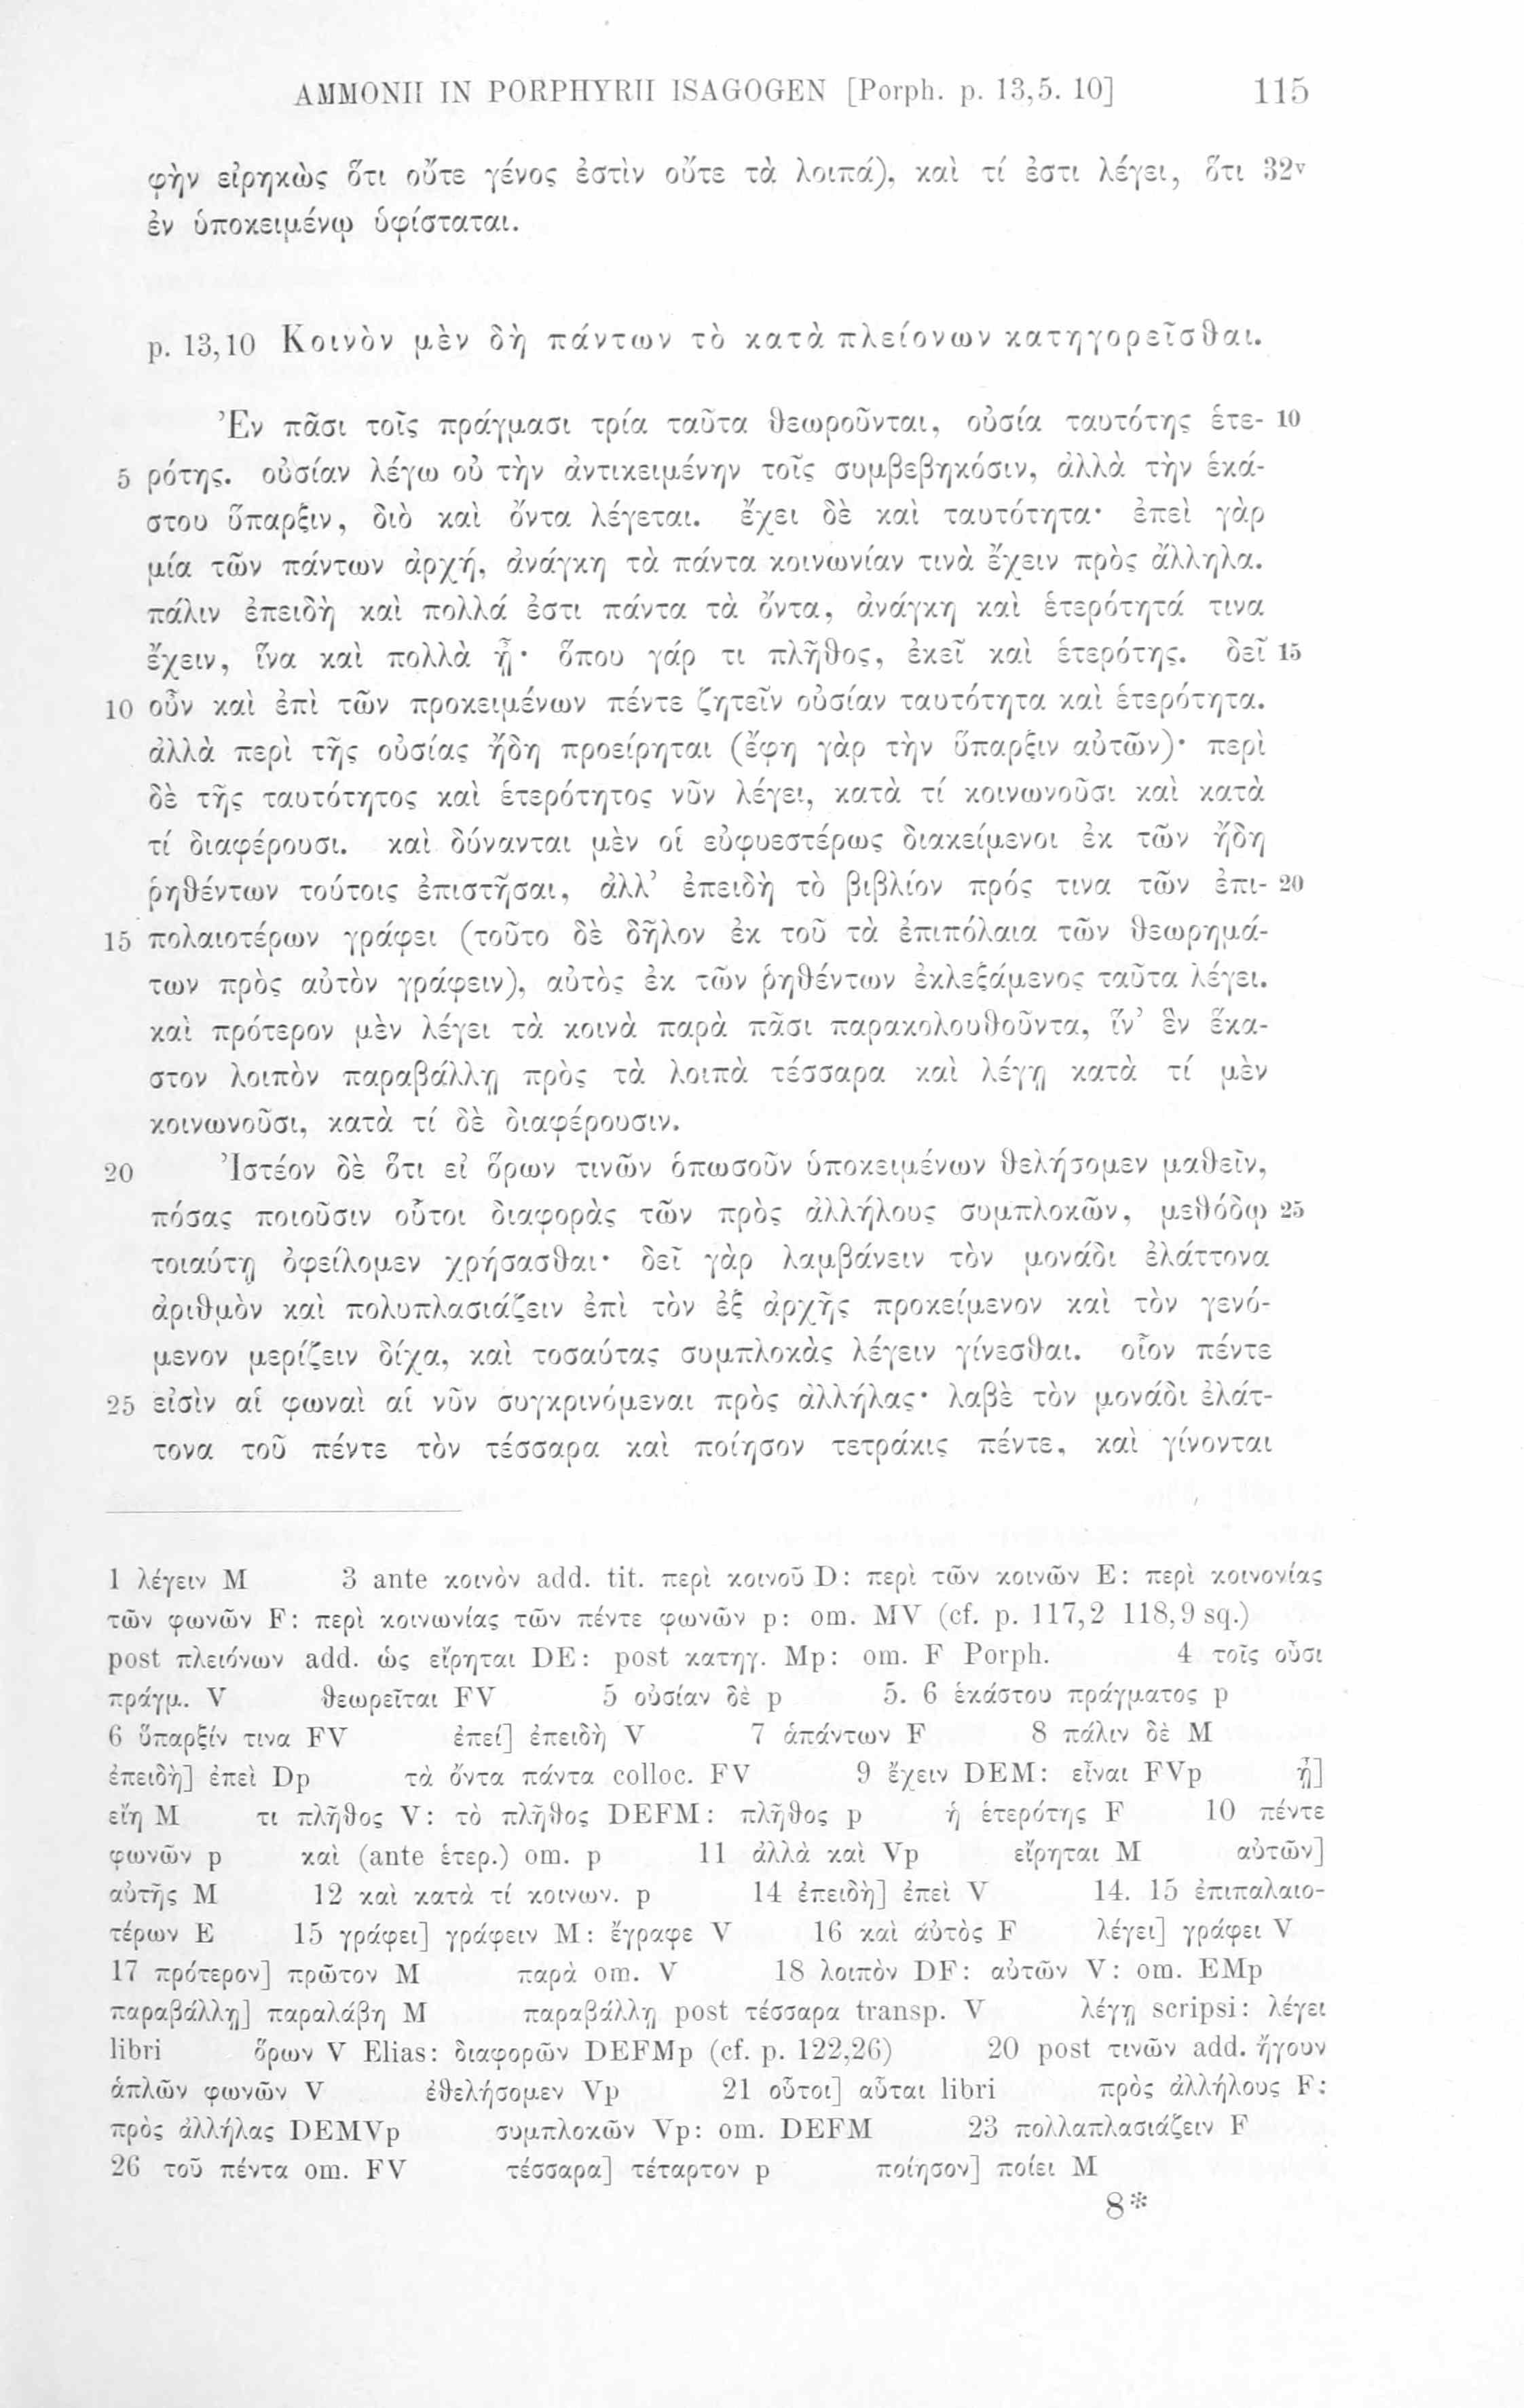 AMMONII IN PORPHYRII ISAGOGEN [Porph. p. 13,5. 10] 115
φὴν εἰρηκὼς ὅτι οὔτε γένος ἐστὶν οὔτε τὰ λοιπά), καὶ τί ἐστι λέγει, ὅτι 32v
ἐν ὑποκειμένῳ ὑφίσταται.
p. 13,10 Κοινὸν μὲν δὴ πάντων τὸ κατὰ πλείονων κατηγορεῖσθαι.
Ἐν πᾶσι τοῖς πράγμασι τρία ταῦτα θεωροῦνται, οὐσία ταυτότης ἑτε- 10
5 ρότης. οὐσίαν λέγω οὐ τὴν ἀντικειμένην τοῖς συμβεβηκόσιν, ἀλλὰ τὴν ἑκά-
στου ὕπαρξιν, διὸ καὶ ὄντα λέγεται. ἔχει δὲ καὶ ταυτότητα· ἐπεὶ γὰρ
μία τῶν πάντων ἀρχή, ἀνάγκη τὰ πάντα κοινωνίαν τινὰ ἔχειν πρὸς ἄλληλα.
πάλιν ἐπειδὴ καὶ πολλά ἐστι πάντα τὰ ὄντα, ἀνάγκη καὶ ἑτερότητά τινα
ἔχειν, ἵνα καὶ πολλὰ ᾖ· ὅπου γάρ τι πλῆθος, ἐκεῖ καὶ ἑτερότης. δεῖ 15
10 οὖν καὶ ἐπὶ τῶν προκειμένων πέντε ζητεῖν οὐσίαν ταυτότητα καὶ ἑτερότητα.
ἀλλὰ περὶ τῆς οὐσίας ἤδη προείρηται (ἔφη γὰρ τὴν ὕπαρξιν αὐτῶν)· περὶ
δὲ τῆς ταυτότητος καὶ ἑτερότητος νῦν λέγει, κατὰ τί κοινωνοῦσι καὶ κατὰ
τί διαφέρουσι. καὶ δύνανται μὲν οἱ εὐφυεστέρως διακείμενοι ἐκ τῶν ἤδη
ῥηθέντων τούτοις ἐπιστῆσαι, ἀλλ’ ἐπειδὴ τὸ βιβλίον πρός τινα τῶν ἐπι- 20
15 πολαιοτέρων γράφει (τοῦτο δὲ δῆλον ἐκ τοῦ τὰ ἐπιπόλαια τῶν θεωρημά-
των πρὸς αὐτὸν γράφειν), αὐτὸς ἐκ τῶν ῥηθέντων ἐκλεξάμενος ταῦτα λέγει.
καὶ πρότερον μὲν λέγει τὰ κοινὰ παρὰ πᾶσι παρακολουθοῦντα, ἵν’ ἓν ἕκα-
στον λοιπὸν παραβάλλῃ πρὸς τὰ λοιπὰ τέσσαρα καὶ λέγῃ κατὰ τί μὲν
κοινωνοῦσι, κατὰ τί δὲ διαφέρουσιν.
20 Ἰστέον δὲ ὅτι εἰ ὅρων τινῶν ὁπωσοῦν ὑποκειμένων θελήσομεν μαθεῖν,
πόσας ποιοῦσιν οὗτοι διαφορὰς τῶν πρὸς ἀλλήλους συμπλοκῶν, μεθόδῳ 25
τοιαύτῃ ὀφείλομεν χρήσασθαι· δεῖ γὰρ λαμβάνειν τὸν μονάδι ἐλάττονα
ἀριθμὸν καὶ πολυπλασιάζειν ἐπὶ τὸν ἐξ ἀρχῆς προκείμενον καὶ τὸν γενό-
μενον μερίζειν δίχα, καὶ τοσαύτας συμπλοκὰς λέγειν γίνεσθαι. οἷον πέντε
25 εἰσὶν αἱ φωναὶ αἱ νῦν συγκρινόμεναι πρὸς ἀλλήλας· λαβὲ τὸν μονάδι ἐλάτ-
τονα τοῦ πέντε τὸν τέσσαρα καὶ ποίησον τετράκις πέντε, καὶ γίνονται
1 λέγειν M 3 ante κοινὸν add. tit. περὶ κοινοῦ D: περὶ τῶν κοινῶν E: περὶ κοινονίας
τῶν φωνῶν F: περὶ κοινωνίας τῶν πέντε φωνῶν p: om. MV (cf. p. 117,2 118,9 sq.)
post πλειόνων add. ὡς εἴρηται DE: post κατηγ. Mp: om. F Porph. 4 τοῖς οὖσι
πράγμ. V θεωρεῖται FV 5 οὐσίαν δὲ p 5. 6 ἑκάστου πράγματος p
6 ὕπαρξίν τινα FV ἐπεί] ἐπειδὴ V 7 ἁπάντων F 8 πάλιν δὲ M
ἐπειδὴ] ἐπεὶ Dp τὰ ὄντα πάντα colloc. FV 9 ἔχειν DEM: εἶναι FVp ᾖ]
εἴη M τι πλῆθος V: τὸ πλῆθος DEFM: πλῆθος p ἡ ἑτερότης F 10 πέντε
φωνῶν p καὶ (ante ἑτερ.) om. p 11 ἀλλὰ καὶ Vp εἴρηται M αὐτῶν]
αὐτῆς M 12 καὶ κατὰ τί κοινων. p 14 ἐπειδὴ] ἐπεὶ V 14. 15 ἐπιπαλαιο-
τέρων E 15 γράφει] γράφειν M: ἔγραφε V 16 καὶ αὐτὸς F λέγει] γράφει V
17 πρότερον] πρῶτον M παρὰ om. V 18 λοιπὸν DF: αὐτῶν V: om. EMp
παραβάλλῃ] παραλάβη M παραβάλλῃ post τέσσαρα transp. V λέγῃ scripsi: λέγει
libri ὅρων V Elias: διαφορῶν DEFMp (cf. p. 122,26) 20 post τινῶν add. ἤγουν
ἁπλῶν φωνῶν V ἐθελήσομεν Vp 21 οὗτοι] αὗται libri πρὸς ἀλλήλους F:
πρὸς ἀλλήλας DEMVp συμπλοκῶν Vp: om. DEFM 23 πολλαπλασιάζειν F
26 τοῦ πέντα om. FV τέσσαρα] τέταρτον p ποίησον] ποίει M
8*